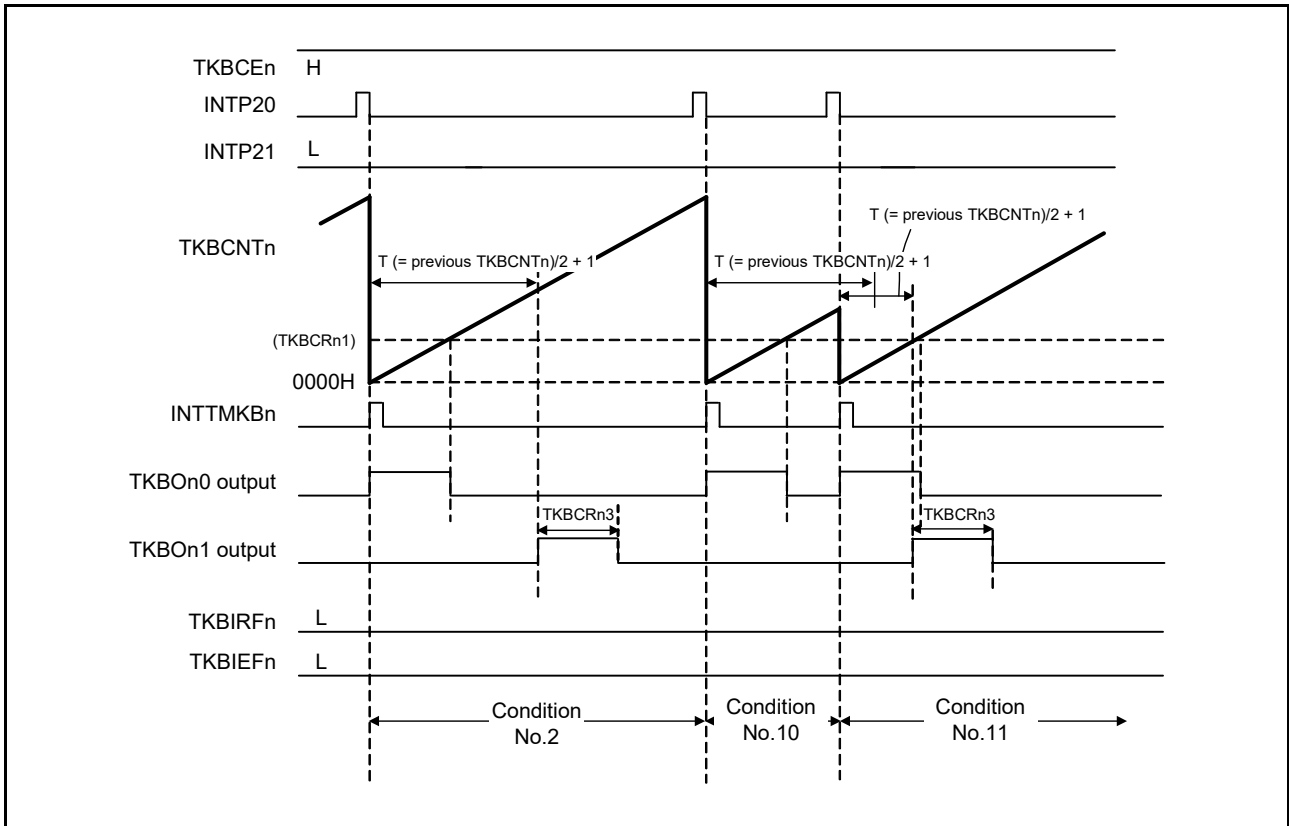 TKBCEn H
INTP20
INTP21 L
T (= previous TKBCNTn)/2 + 1
TKBCNTn
T (= previous TKBCNTn)/2 + 1
T (= previous TKBCNTn)/2 + 1
(TKBCRn1)
0000H
INTTMKBn
TKBOn0 output
TKBCRn3
TKBCRn3
TKBOn1 output
TKBIRFn L
TKBIEFn L
Condition
No.2
Condition
No.10
Condition
No.11